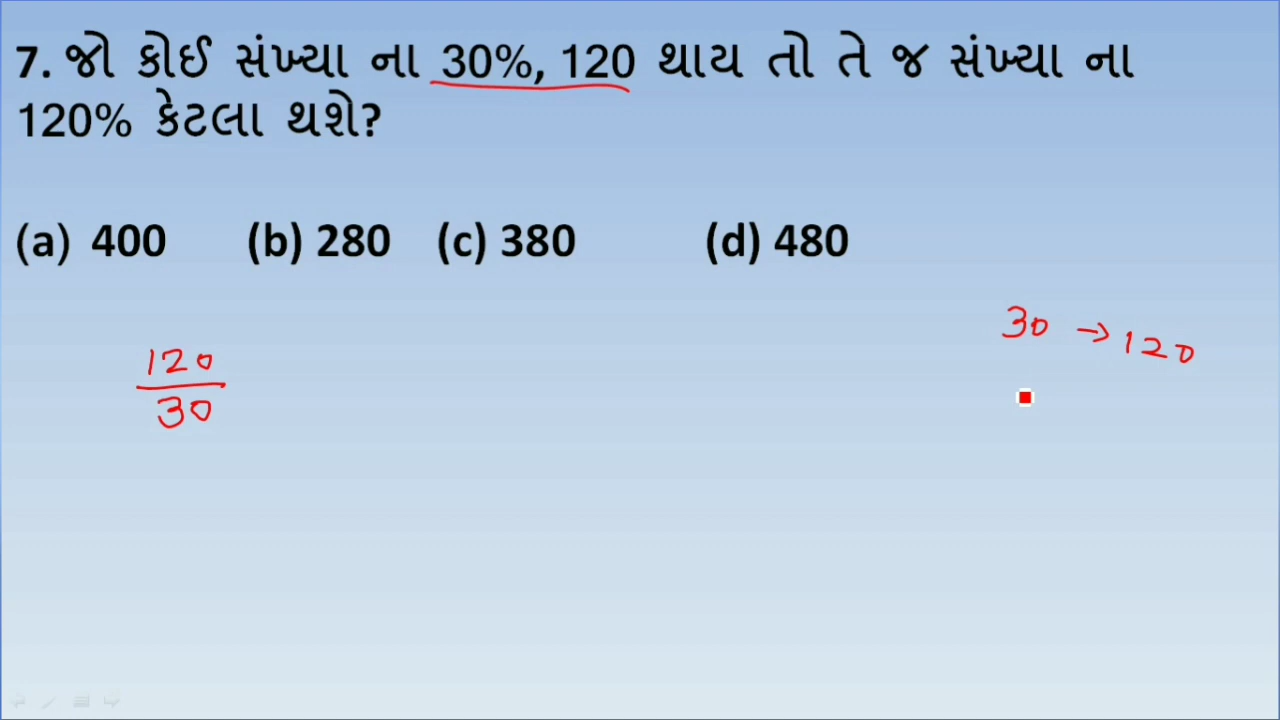 7. જો કોઈ સંખ્યા ના 30%, 120 થાય તો તે જ સંખ્યા ના
120% કેટલા થશે?
(a) 400 (b) 280 (c) 380 (d) 480
30 → 120
120
30